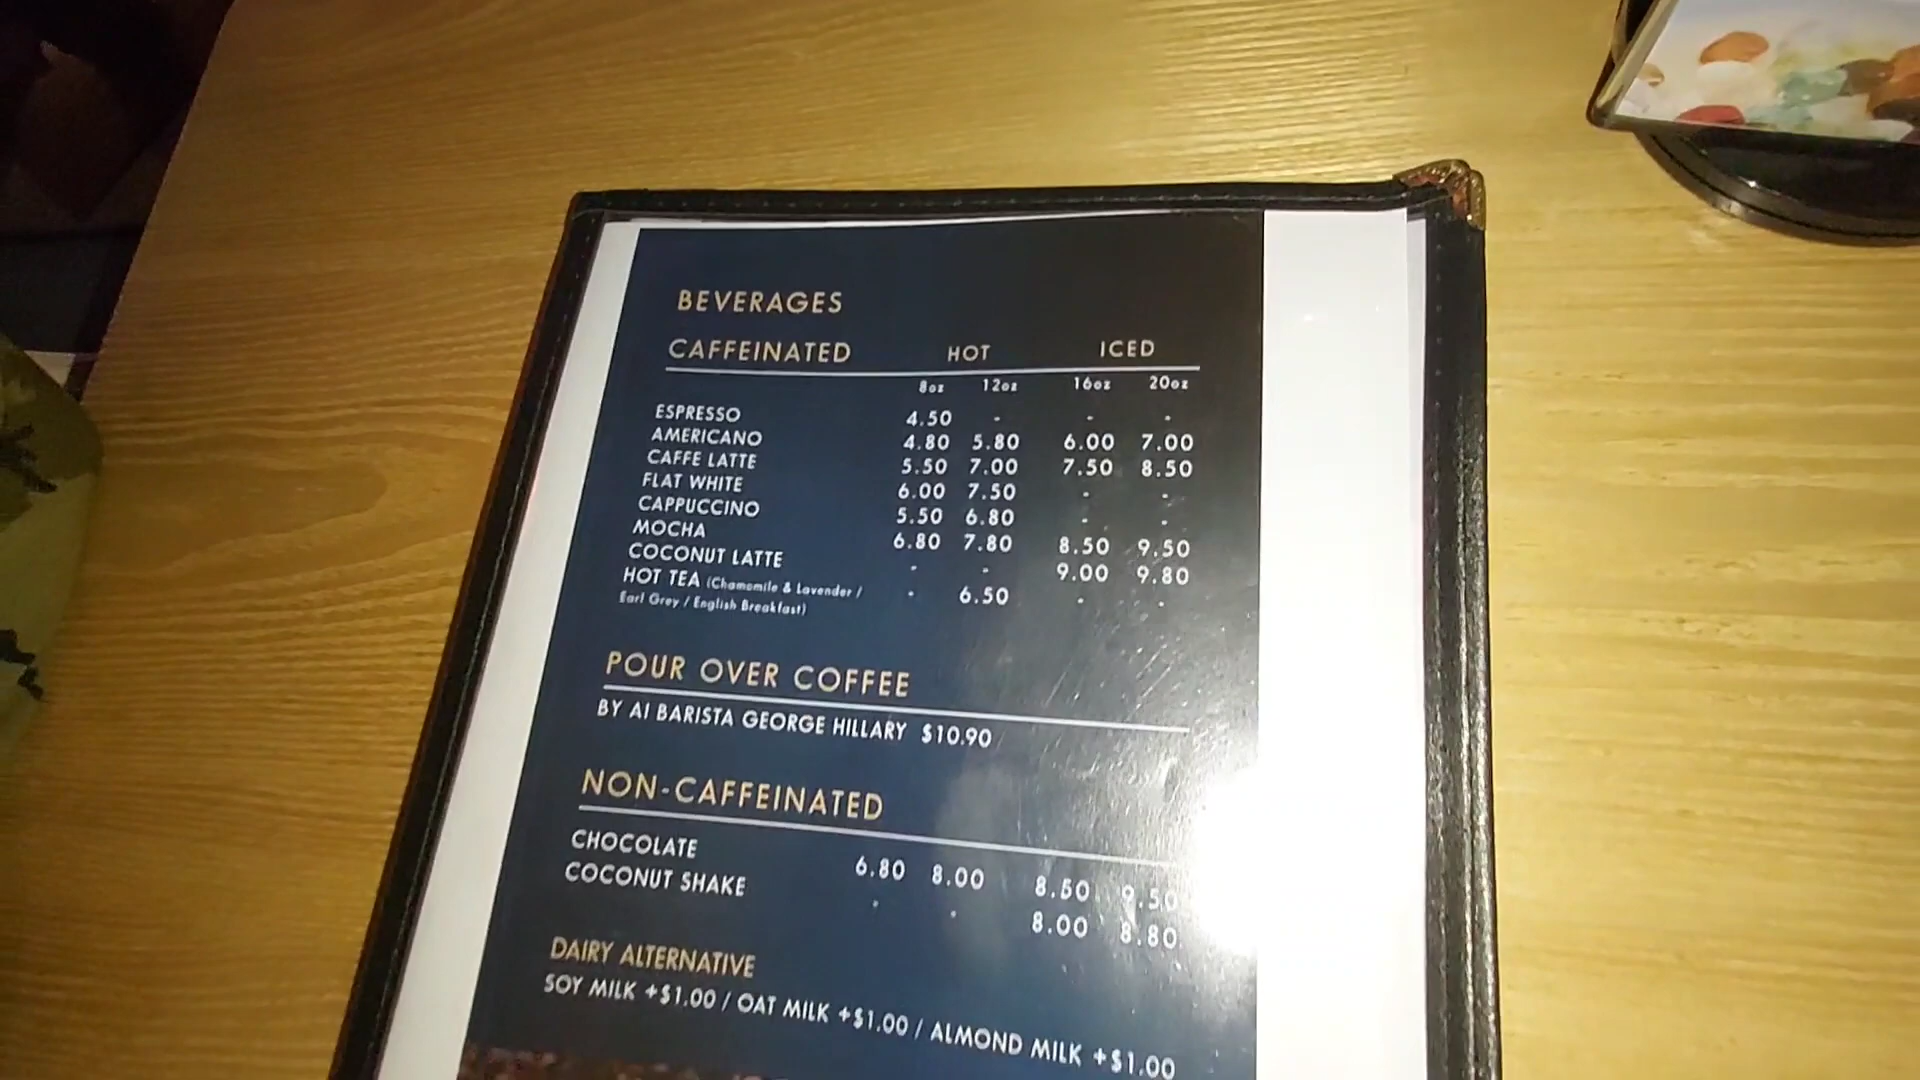 BEVERAGES
CAFFEINATED HOT ICED
8oz 12oz 16oz 20oz
ESPRESSO 4.50 - - -
AMERICANO 4.80 5.80 6.00 7.00
CAFFE LATTE 5.50 7.00 7.50 8.50
FLAT WHITE 6.00 7.50 - -
CAPPUCCINO 5.50 6.80 - -
MOCHA 6.80 7.80 8.50 9.50
COCONUT LATTE - - 9.00 9.80
HOT TEA (Chamomile & Lavender / - 6.50 - -
Earl Grey / English Breakfast)
POUR OVER COFFEE
BY AI BARISTA GEORGE HILLARY $10.90
NON-CAFFEINATED
CHOCOLATE 6.80 8.00 8.50 9.50
COCONUT SHAKE - - 8.00 8.80
DAIRY ALTERNATIVE
SOY MILK +$1.00 / OAT MILK +$1.00 / ALMOND MILK +$1.00